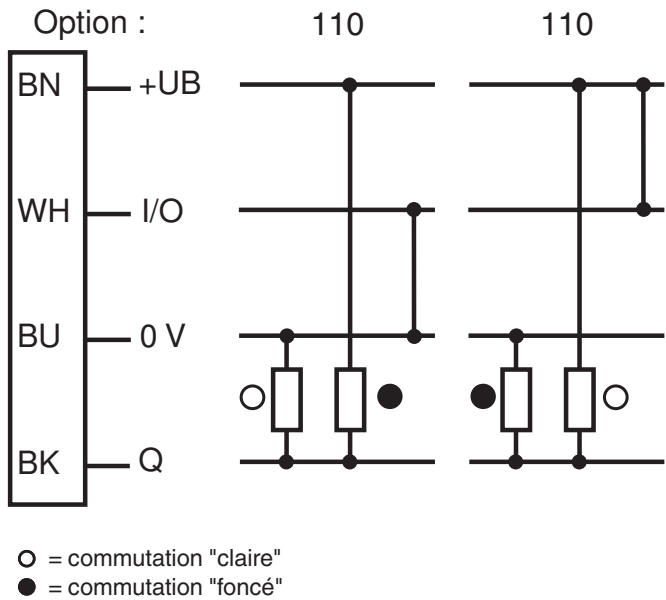 Option : 110 110
BN +UB
WH I/O
BU 0 V
BK Q
= commutation "claire"
= commutation "foncé"